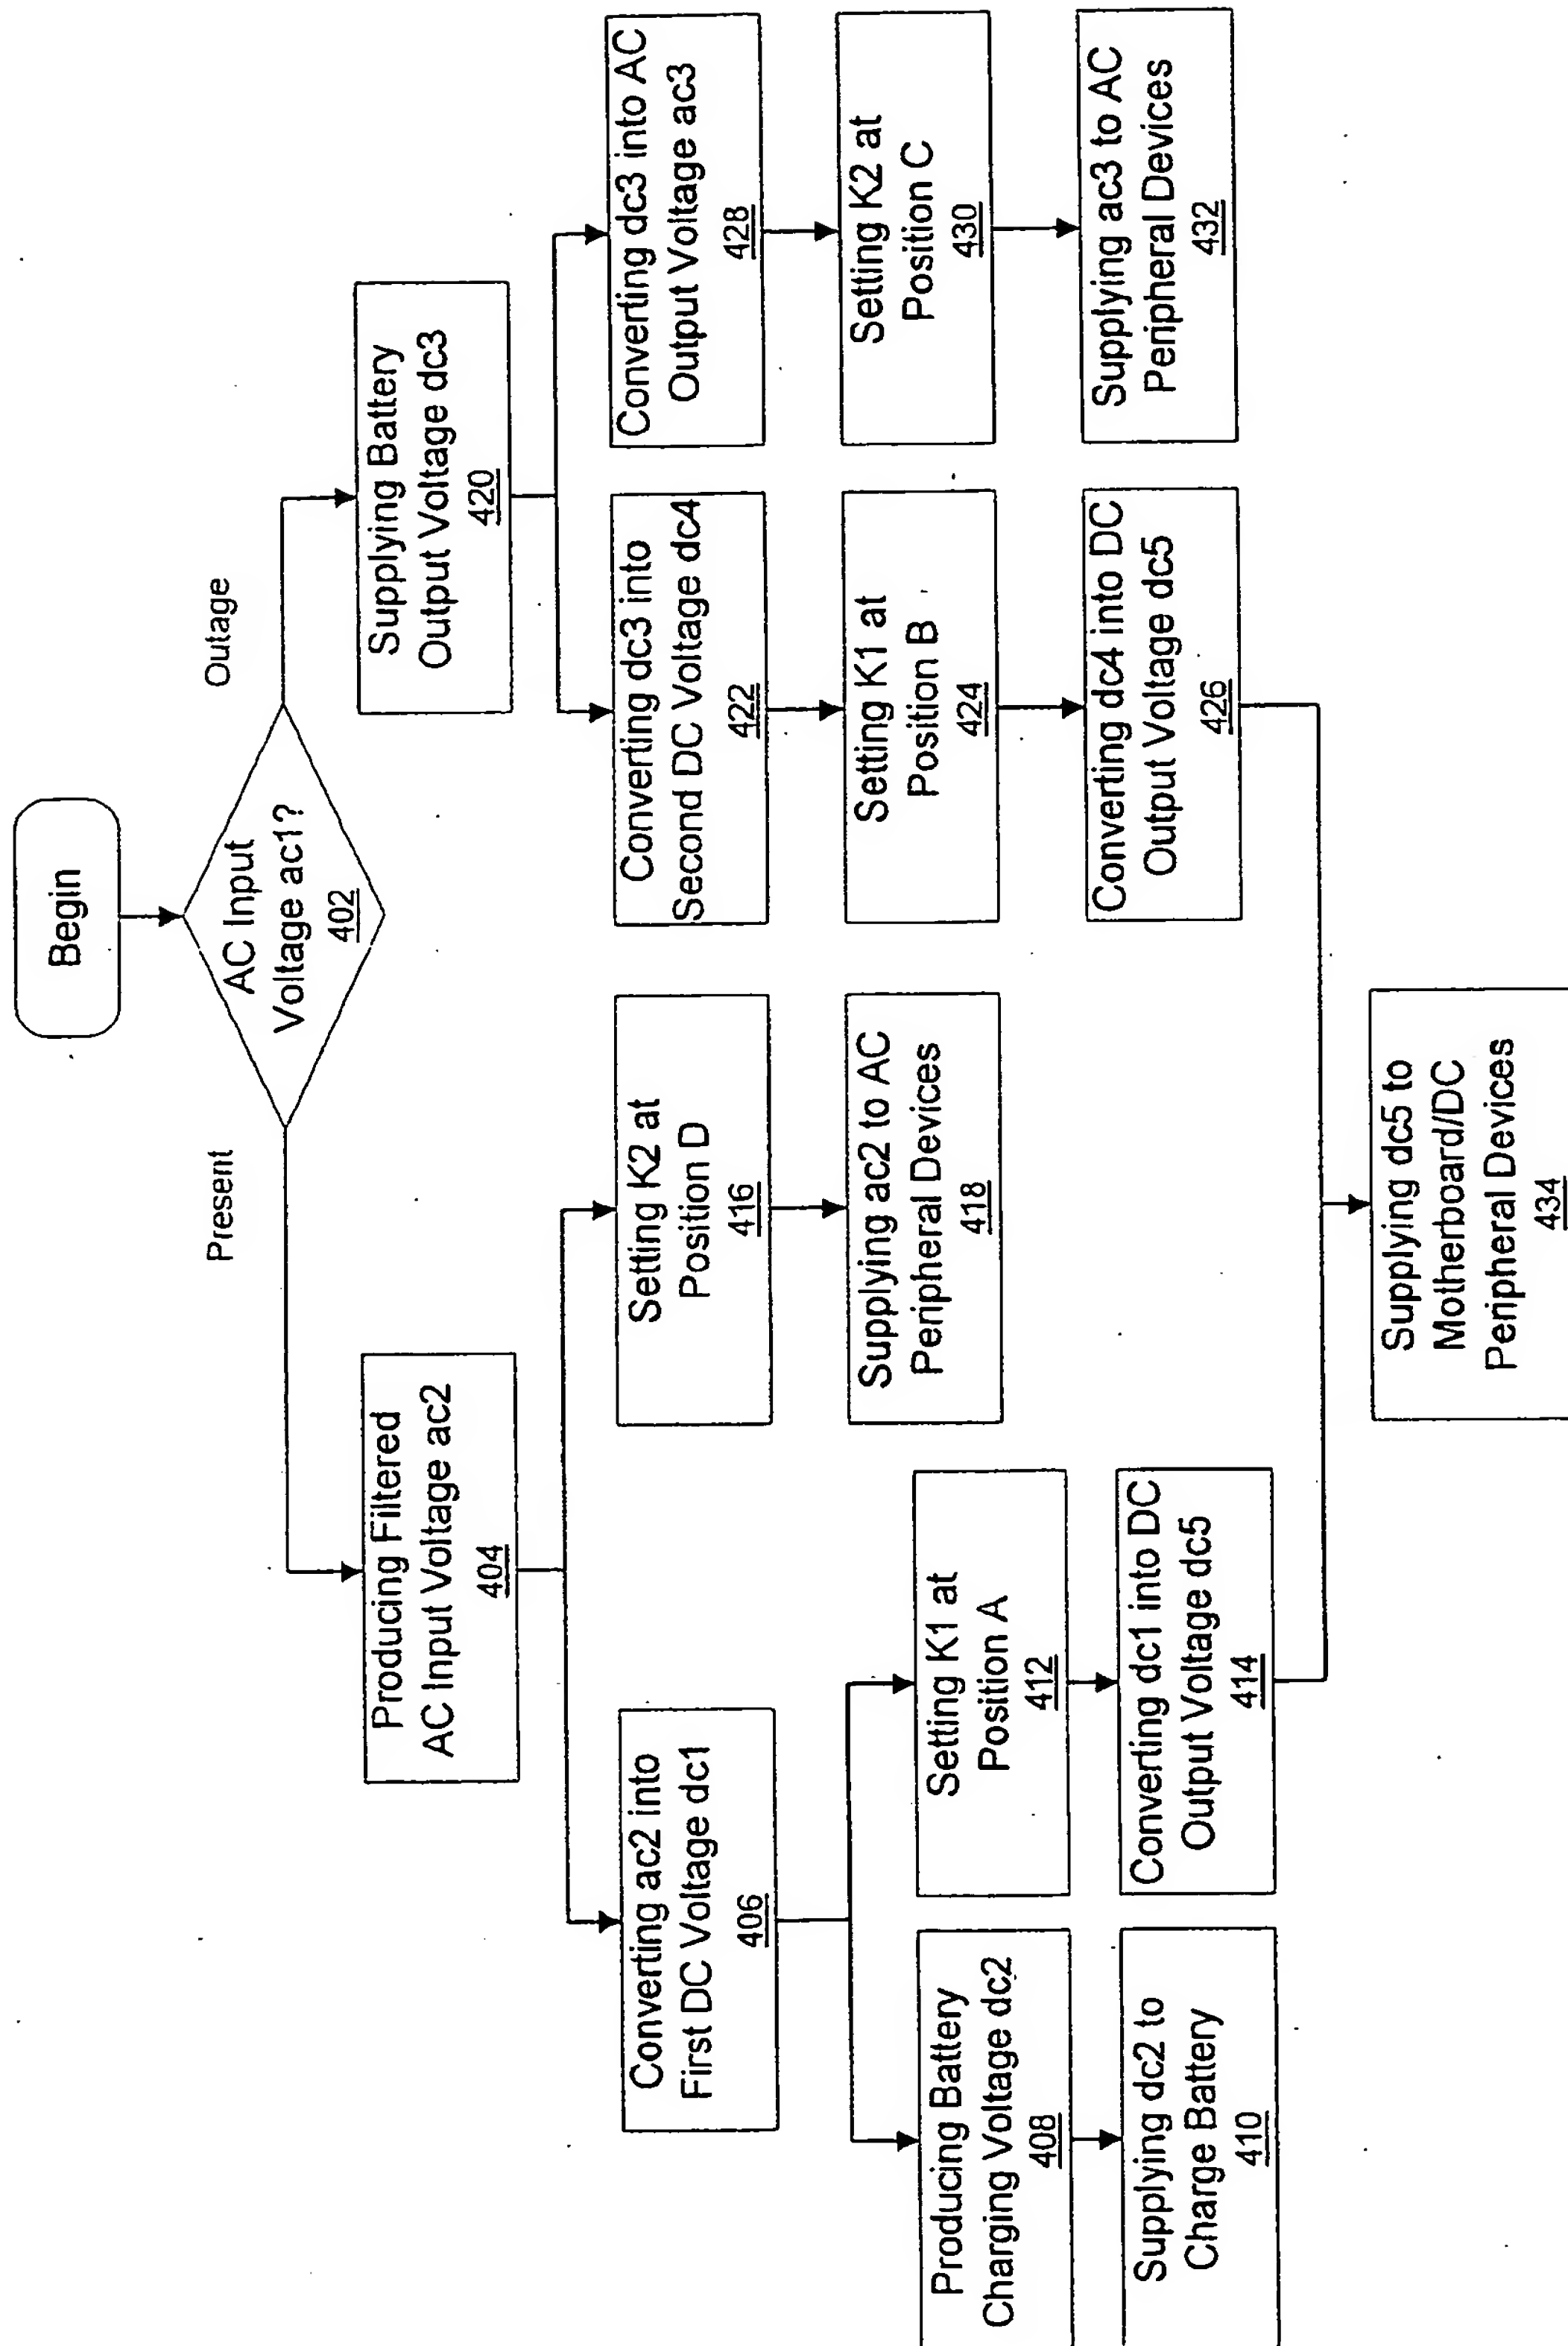 Begin
AC Input
Voltage ac1?
402
Present
Outage
Producing Filtered
AC Input Voltage ac2
404
Converting ac2 into
First DC Voltage dc1
406
Producing Battery
Charging Voltage dc2
408
Supplying dc2 to
Charge Battery
410
Setting K1 at
Position A
412
Converting dc1 into DC
Output Voltage dc5
414
Setting K2 at
Position D
416
Supplying ac2 to AC
Peripheral Devices
418
Supplying Battery
Output Voltage dc3
420
Converting dc3 into
Second DC Voltage dc4
422
Setting K1 at
Position B
424
Converting dc4 into DC
Output Voltage dc5
426
Converting dc3 into AC
Output Voltage ac3
428
Setting K2 at
Position C
430
Supplying ac3 to AC
Peripheral Devices
432
Supplying dc5 to
Motherboard/DC
Peripheral Devices
434